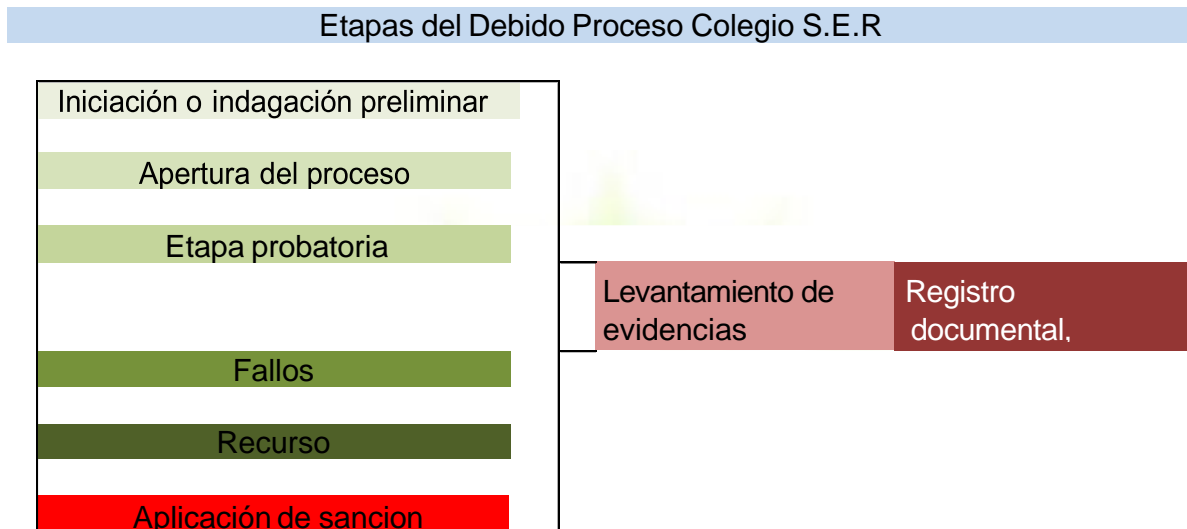 Etapas del Debido Proceso Colegio S.E.R
Iniciación o indagación preliminar
Apertura del proceso
Etapa probatoria
Levantamiento de
evidencias
Registro
documental,
Fallos
Recurso
Aplicación de sancion